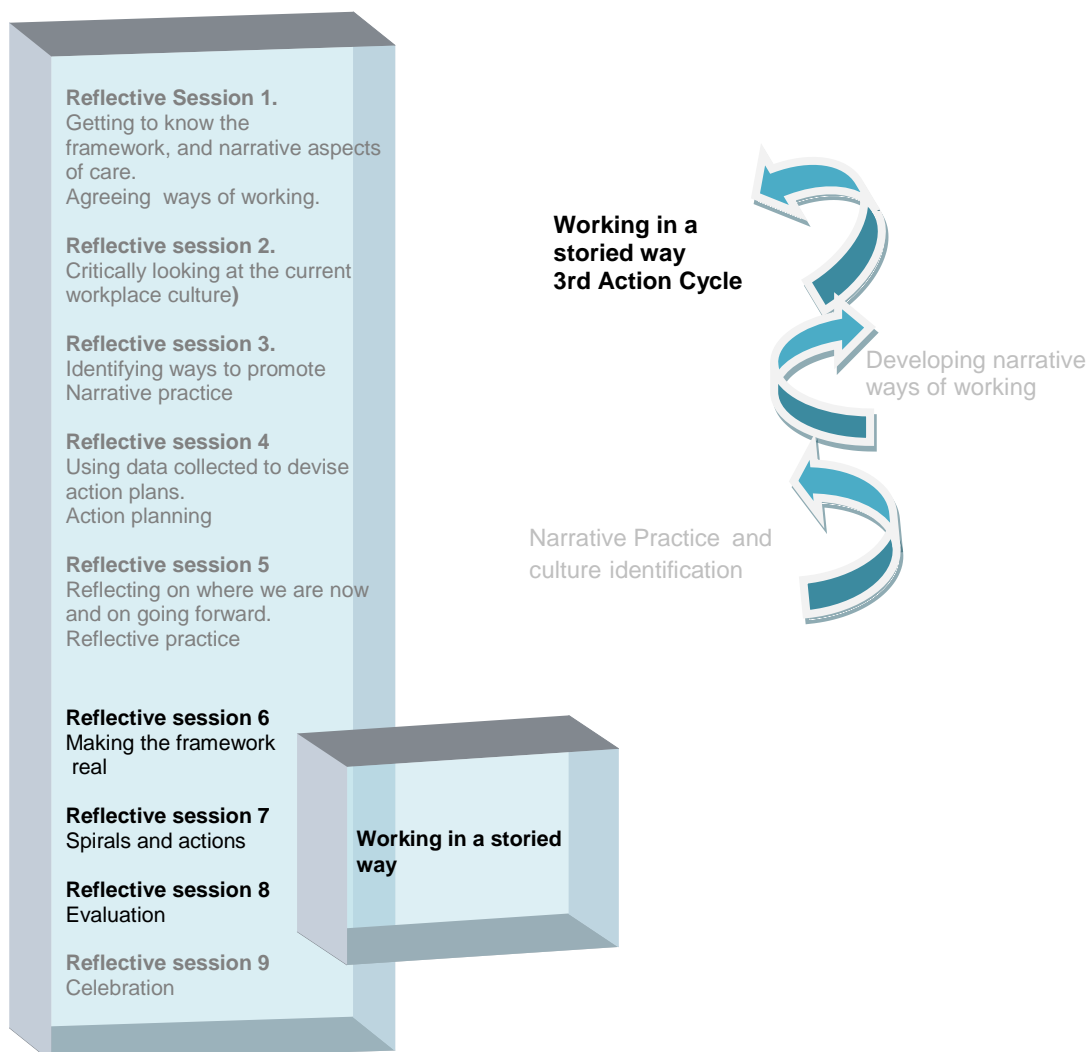 Reflective Session 1.
Getting to know the
framework, and narrative aspects
of care.
Agreeing ways of working.
Reflective session 2.
Critically looking at the current
workplace culture)
Reflective session 3.
Identifying ways to promote
Narrative practice
Reflective session 4
Using data collected to devise
action plans.
Action planning
Reflective session 5
Reflecting on where we are now
and on going forward.
Reflective practice
Reflective session 6
Making the framework
real
Reflective session 7
Spirals and actions
Reflective session 8
Evaluation
Reflective session 9
Celebration
Working in a storied
way
Working in a
storied way
3rd Action Cycle
Developing narrative
ways of working
Narrative Practice and
culture identification